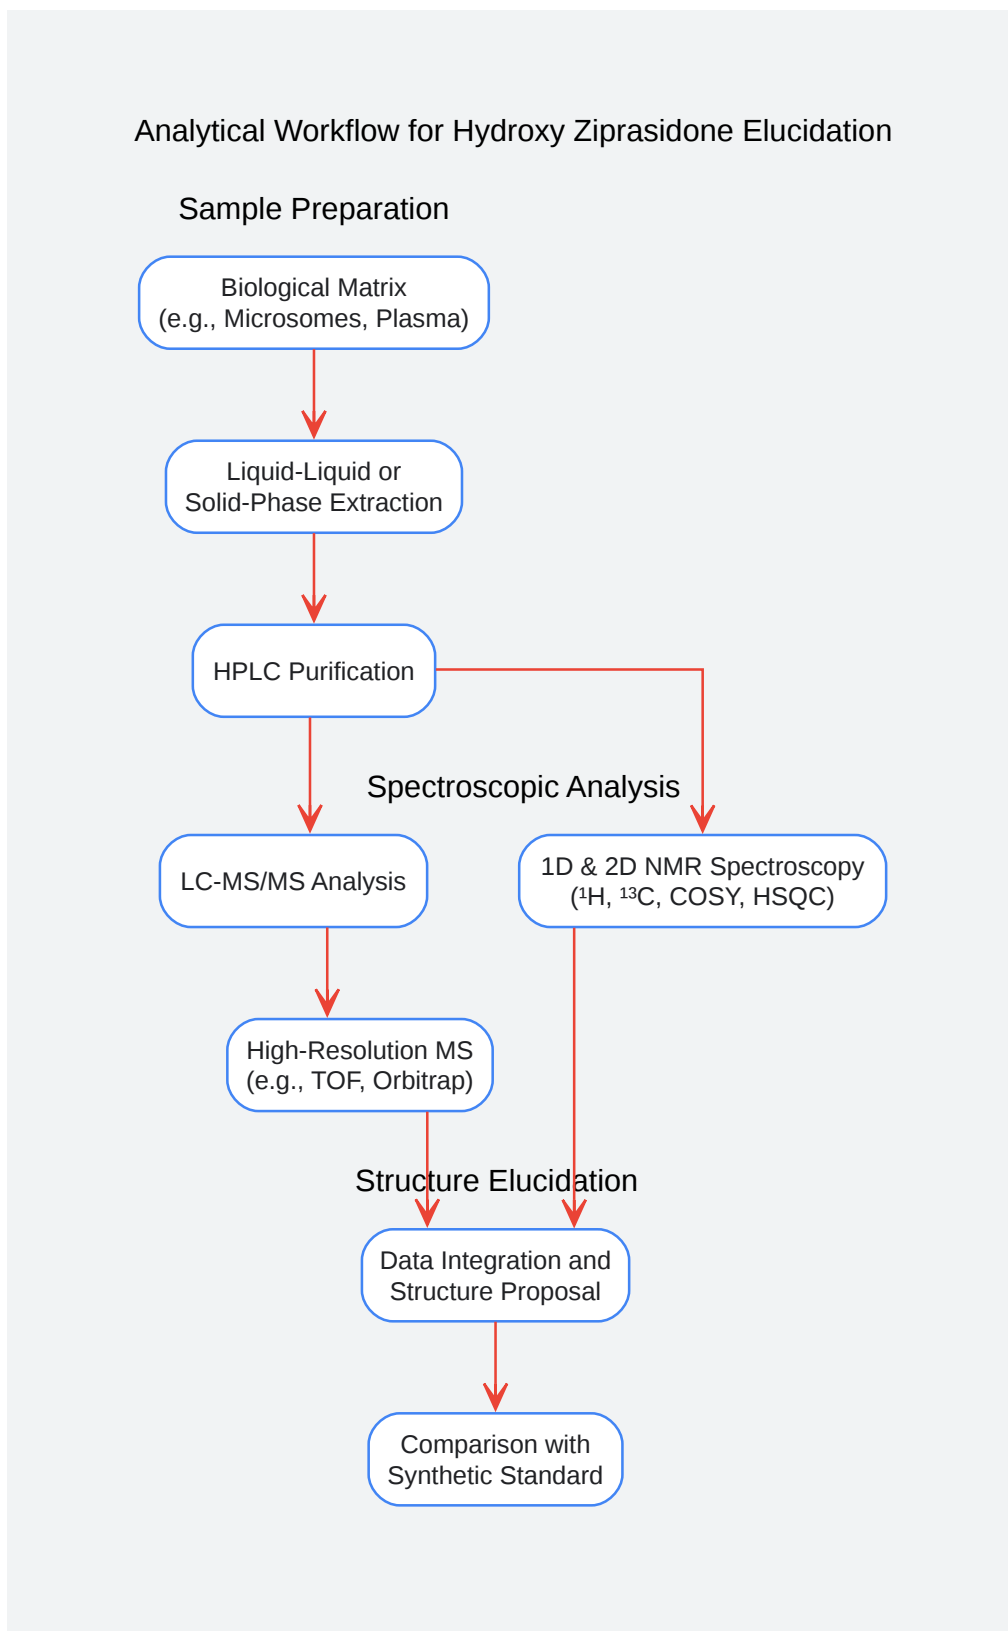 Analytical Workflow for Hydroxy Ziprasidone Elucidation
Sample Preparation
Biological Matrix
(e.g., Microsomes, Plasma)
Liquid-Liquid or
Solid-Phase Extraction
HPLC Purification
Spectroscopic Analysis
LC-MS/MS Analysis
1D & 2D NMR Spectroscopy
(¹H, ¹³C, COSY, HSQC)
High-Resolution MS
(e.g., TOF, Orbitrap)
Structure Elucidation
Data Integration and
Structure Proposal
Comparison with
Synthetic Standard